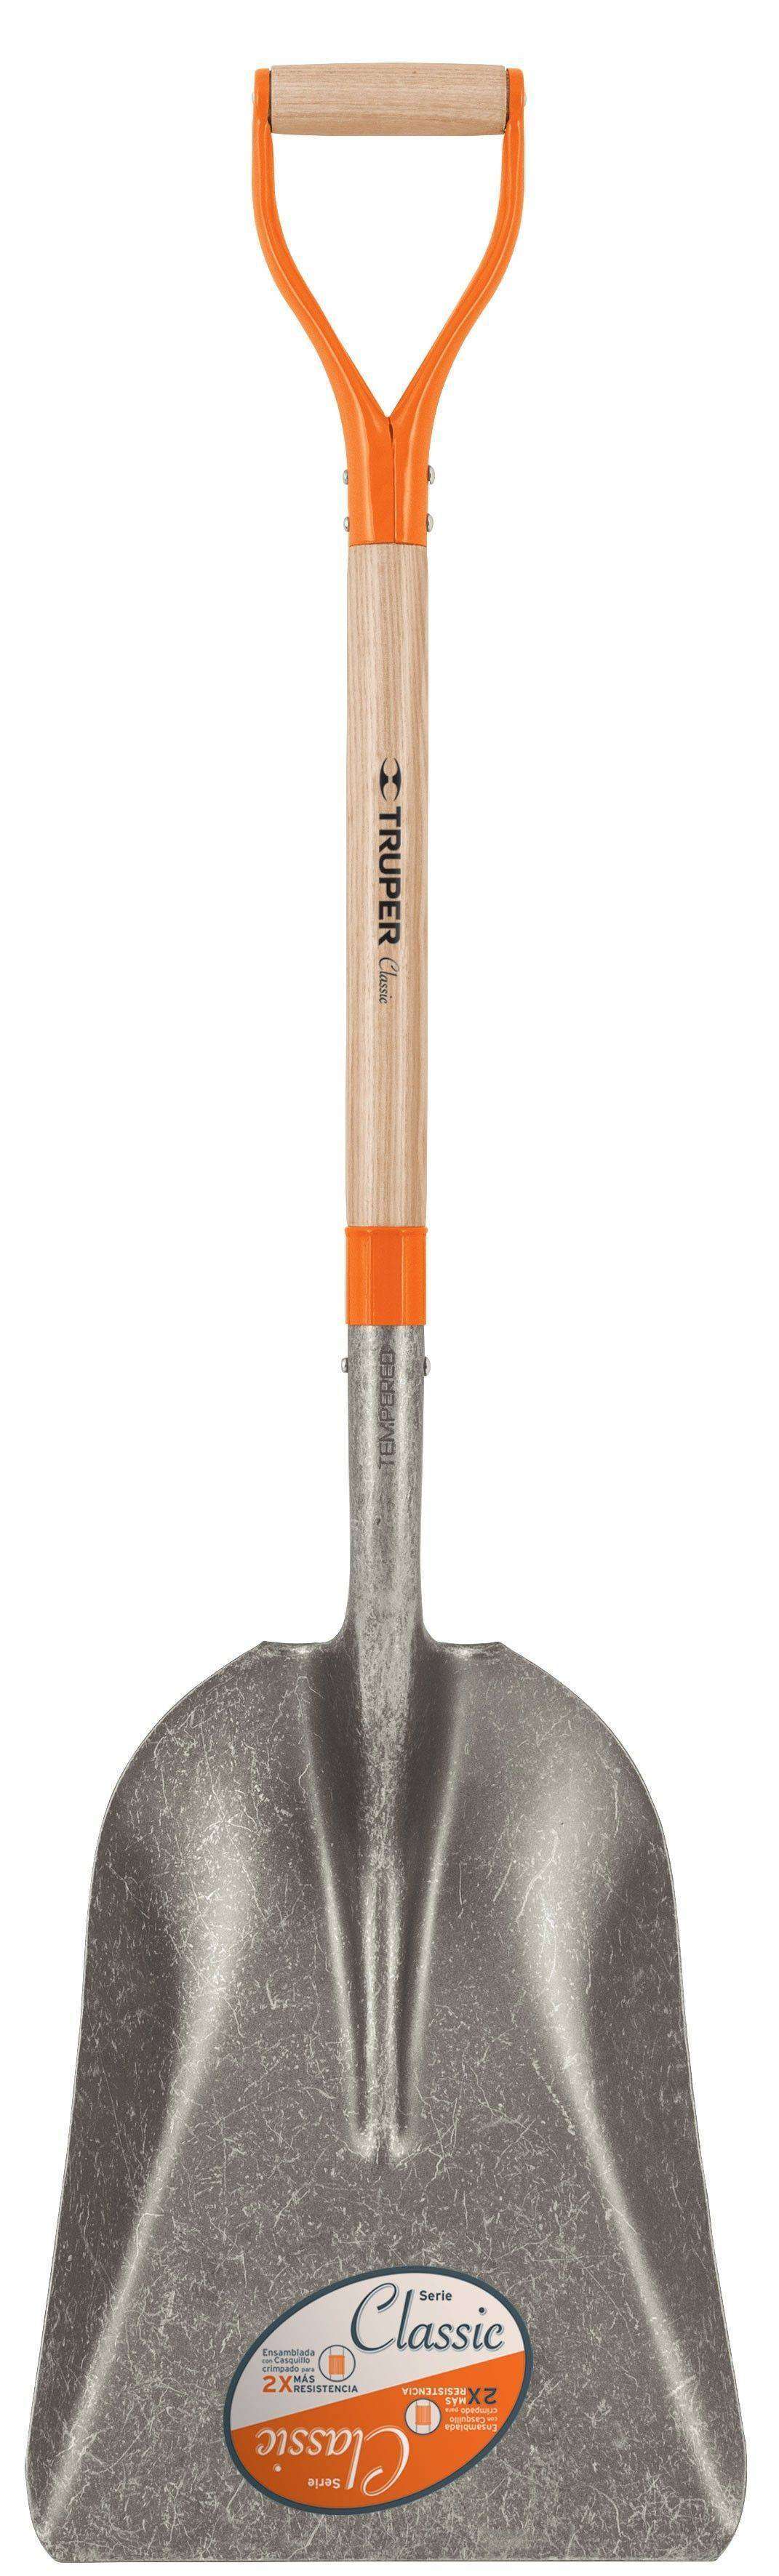 TRUPER Classic
TEMPERED
Serie
Classic
Ensamblada
con Casquillo
crimpado para
2X MÁS
RESISTENCIA
2X MÁS
RESISTENCIA
Ensamblada
con Casquillo
crimpado para
Serie
Classic